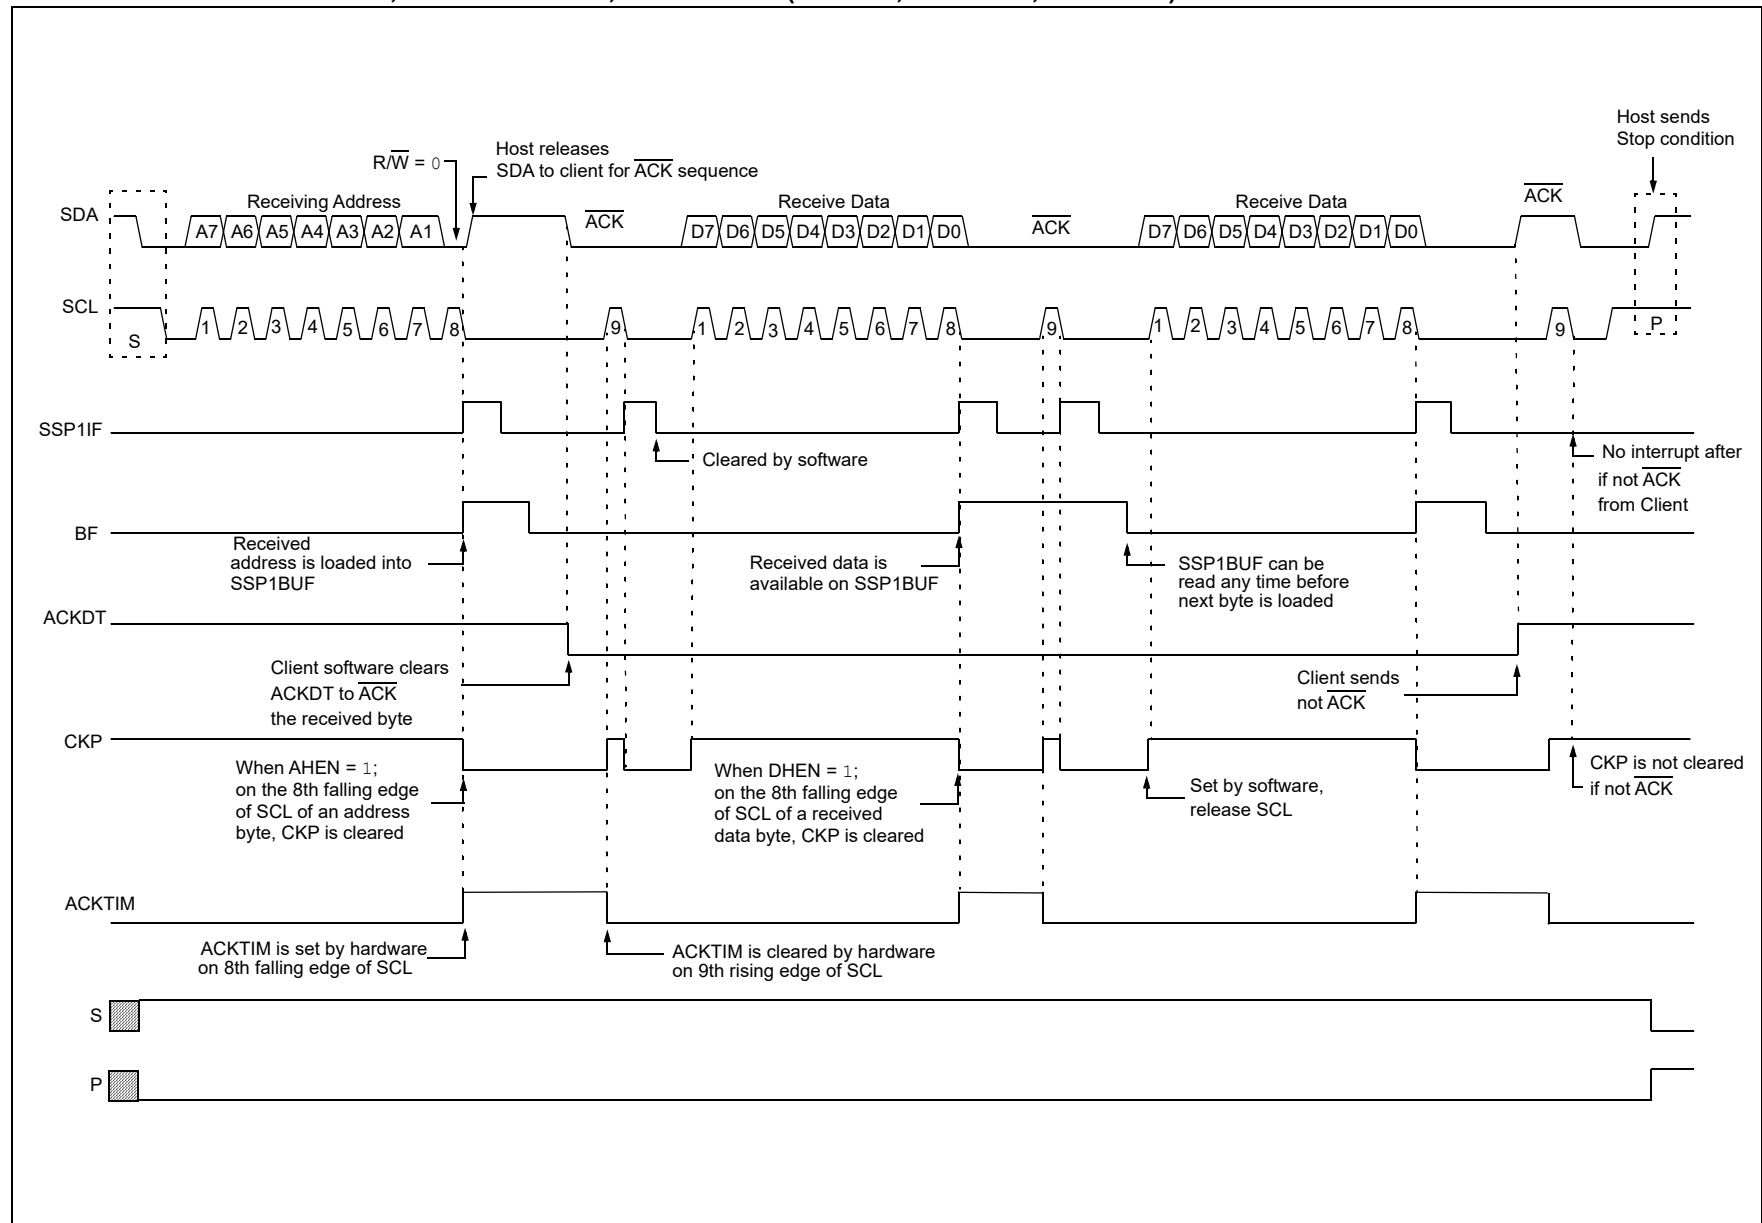 Host sends
Stop condition
Host releases
SDA to client for ACK sequence
R/W = 0
SDA
Receiving Address
ACK
Receive Data
ACK
Receive Data
ACK
A7 A6 A5 A4 A3 A2 A1
D7 D6 D5 D4 D3 D2 D1 D0
D7 D6 D5 D4 D3 D2 D1 D0
SCL
S
1 2 3 4 5 6 7 8
9
1 2 3 4 5 6 7 8
9
1 2 3 4 5 6 7 8
9
P
SSP1IF
Cleared by software
No interrupt after
if not ACK
from Client
BF
Received
address is loaded into
SSP1BUF
Received data is
available on SSP1BUF
SSP1BUF can be
read any time before
next byte is loaded
ACKDT
Client software clears
ACKDT to ACK
the received byte
Client sends
not ACK
CKP
When AHEN = 1;
on the 8th falling edge
of SCL of an address
byte, CKP is cleared
When DHEN = 1;
on the 8th falling edge
of SCL of a received
data byte, CKP is cleared
Set by software,
release SCL
CKP is not cleared
if not ACK
ACKTIM
ACKTIM is set by hardware
on 8th falling edge of SCL
ACKTIM is cleared by hardware
on 9th rising edge of SCL
S
P